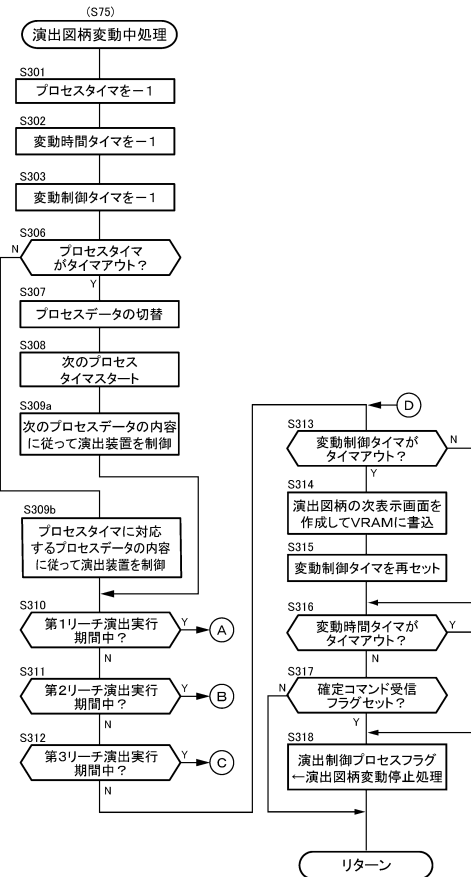 (S75)
演出図柄変動中処理
S301
プロセスタイマを－1
S302
変動時間タイマを－1
S303
変動制御タイマを－1
S306
プロセスタイマ
がタイマアウト？
N
Y
S307
プロセスデータの切替
S308
次のプロセス
タイマスタート
S309a
次のプロセスデータの内容
に従って演出装置を制御
S309b
プロセスタイマに対応
するプロセスデータの内容
に従って演出装置を制御
S310
第1リーチ演出実行
期間中？
Y
A
N
S311
第2リーチ演出実行
期間中？
Y
B
N
S312
第3リーチ演出実行
期間中？
Y
C
N
D
S313
変動制御タイマが
タイマアウト？
N
Y
S314
演出図柄の次表示画面を
作成してVRAMに書込
S315
変動制御タイマを再セット
S316
変動時間タイマが
タイマアウト？
Y
N
S317
確定コマンド受信
フラグセット？
N
Y
S318
演出制御プロセスフラグ
←演出図柄変動停止処理
リターン